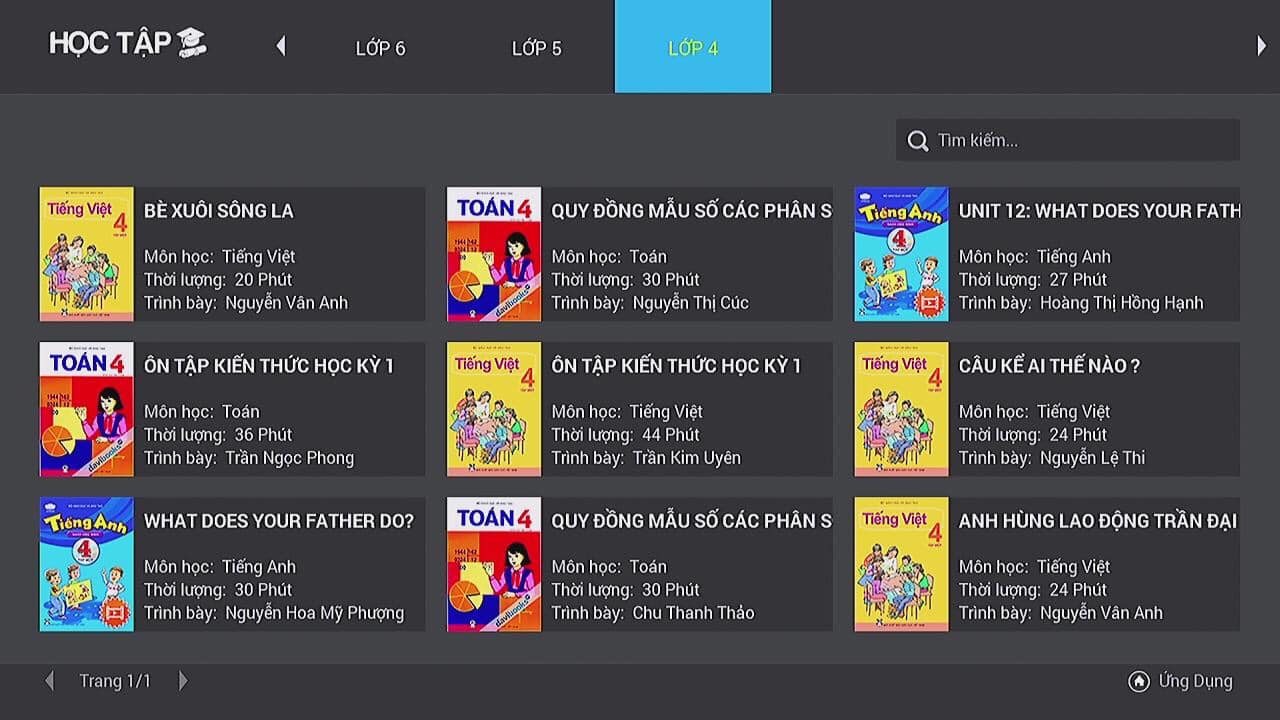 HỌC TẬP
LỚP 6
LỚP 5
LỚP 4
Tìm kiếm...
Tiếng Việt 4
BÈ XUÔI SÔNG LA
Môn học: Tiếng Việt
Thời lượng: 20 Phút
Trình bày: Nguyễn Vân Anh
TOÁN 4
davibooks
QUY ĐỒNG MẪU SỐ CÁC PHÂN S
Môn học: Toán
Thời lượng: 30 Phút
Trình bày: Nguyễn Thị Cúc
Tiếng Anh
4
UNIT 12: WHAT DOES YOUR FATH
Môn học: Tiếng Anh
Thời lượng: 27 Phút
Trình bày: Hoàng Thị Hồng Hạnh
TOÁN 4
davibooks
ÔN TẬP KIẾN THỨC HỌC KỲ 1
Môn học: Toán
Thời lượng: 36 Phút
Trình bày: Trần Ngọc Phong
Tiếng Việt 4
ÔN TẬP KIẾN THỨC HỌC KỲ 1
Môn học: Tiếng Việt
Thời lượng: 44 Phút
Trình bày: Trần Kim Uyên
Tiếng Việt 4
CÂU KỂ AI THẾ NÀO ?
Môn học: Tiếng Việt
Thời lượng: 24 Phút
Trình bày: Nguyễn Lệ Thi
Tiếng Anh
4
WHAT DOES YOUR FATHER DO?
Môn học: Tiếng Anh
Thời lượng: 30 Phút
Trình bày: Nguyễn Hoa Mỹ Phượng
TOÁN 4
davibooks
QUY ĐỒNG MẪU SỐ CÁC PHÂN S
Môn học: Toán
Thời lượng: 30 Phút
Trình bày: Chu Thanh Thảo
Tiếng Việt 4
ANH HÙNG LAO ĐỘNG TRẦN ĐẠI
Môn học: Tiếng Việt
Thời lượng: 24 Phút
Trình bày: Nguyễn Vân Anh
Trang 1/1
Ứng Dụng